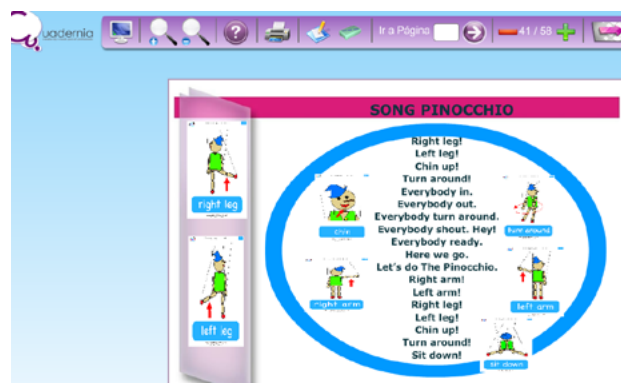 uadernia
Ir a Página
41 / 58
SONG PINOCCHIO
right leg
left leg
Right leg!
Left leg!
Chin up!
Turn around!
Everybody in.
Everybody out.
Everybody turn around.
Everybody shout. Hey!
Everybody ready.
Here we go.
Let's do The Pinocchio.
Right arm!
Left arm!
Right leg!
Left leg!
Chin up!
Turn around!
Sit down!
chin
turn around
right arm
left arm
sit down